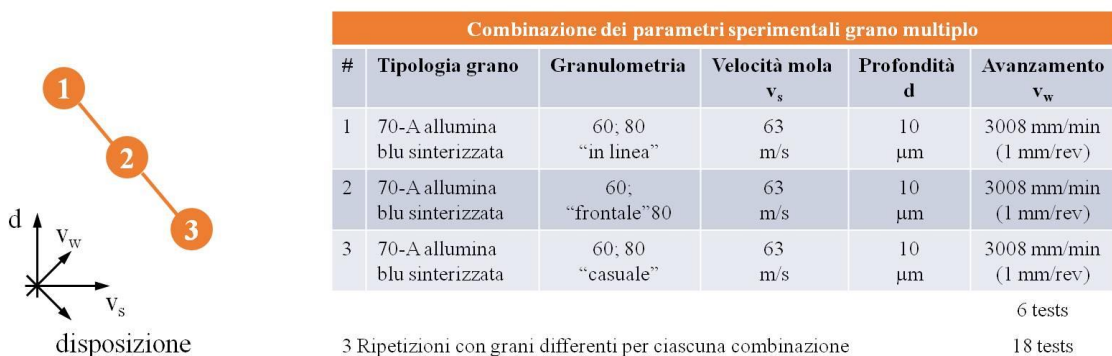 1
2
3
d
v_w
v_s
disposizione
Combinazione dei parametri sperimentali grano multiplo
# Tipologia grano Granulometria Velocità mola v_s Profondità d Avanzamento v_w
1 70-A allumina blu sinterizzata 60; 80 “in linea” 63 m/s 10 μm 3008 mm/min (1 mm/rev)
2 70-A allumina blu sinterizzata 60; “frontale”80 63 m/s 10 μm 3008 mm/min (1 mm/rev)
3 70-A allumina blu sinterizzata 60; 80 “casuale” 63 m/s 10 μm 3008 mm/min (1 mm/rev)
6 tests
3 Ripetizioni con grani differenti per ciascuna combinazione 18 tests